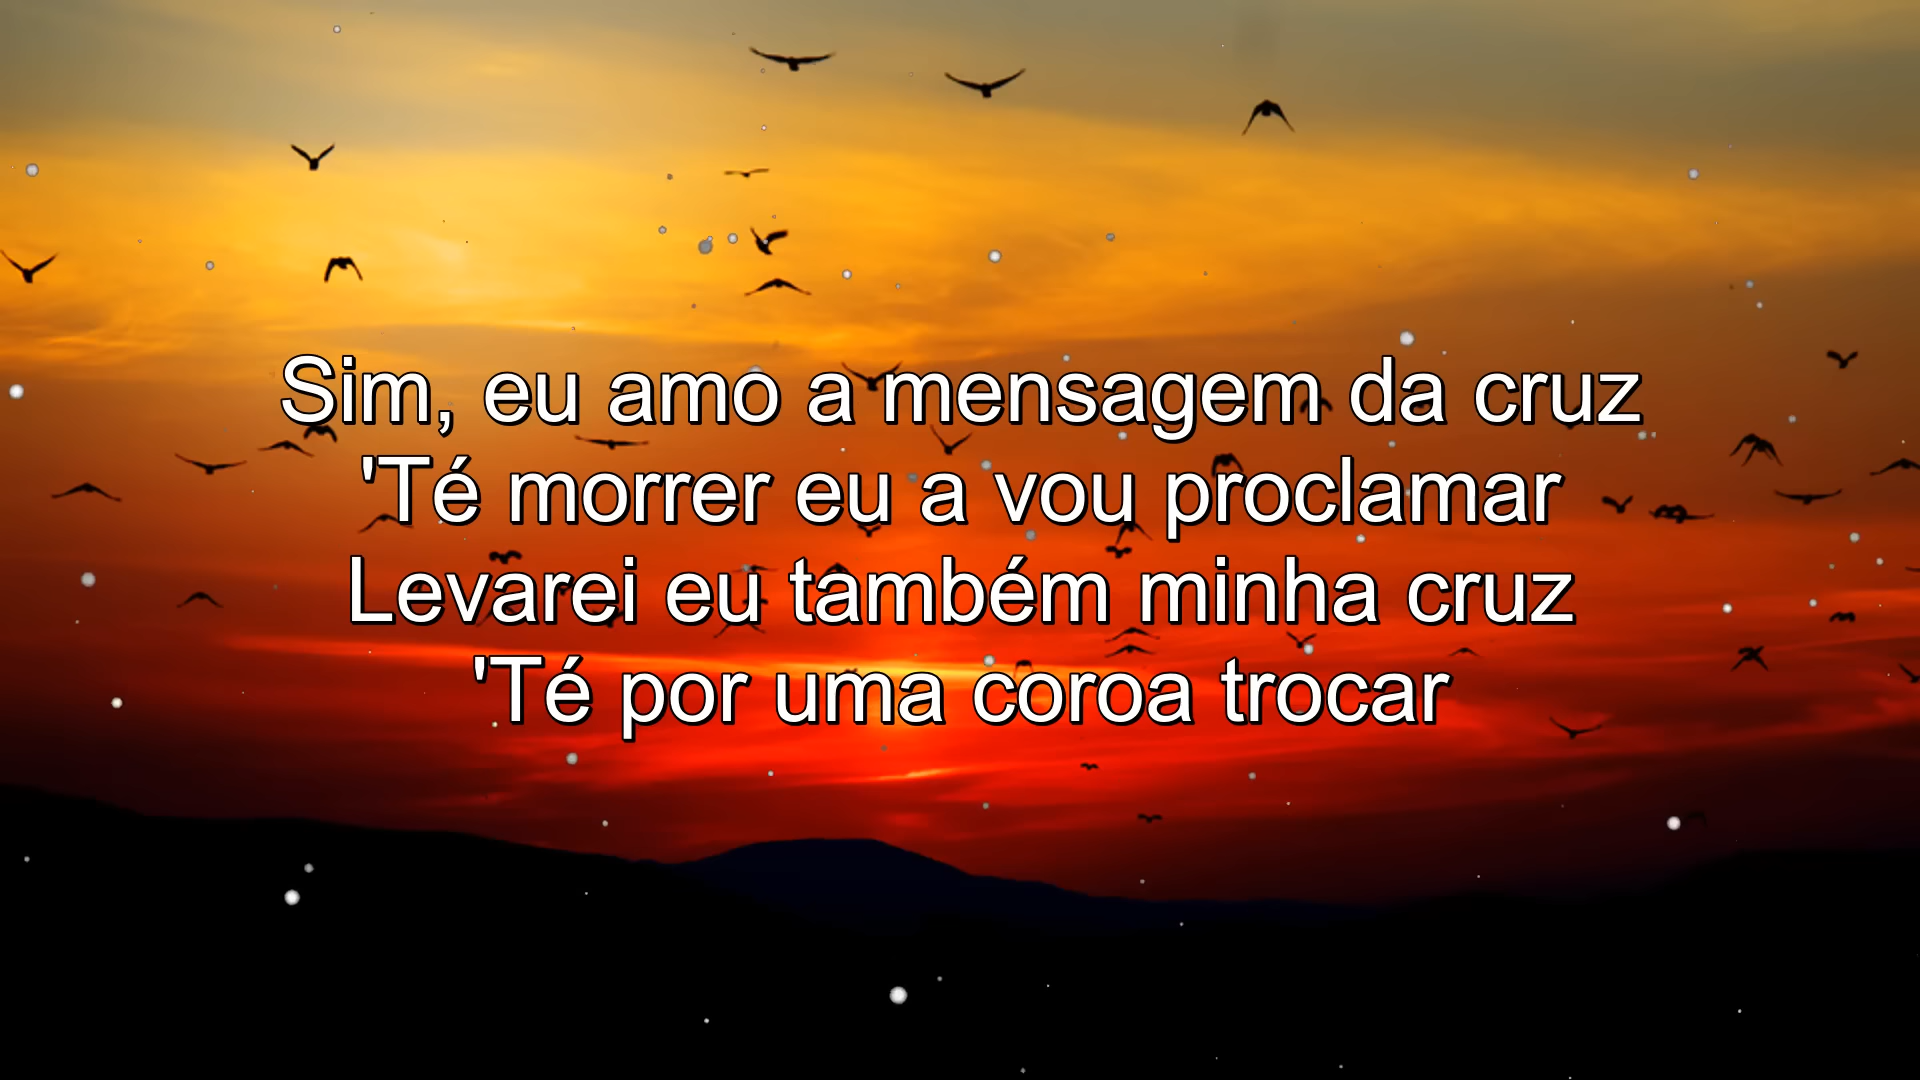 Sim, eu amo a mensagem da cruz
'Té morrer eu a vou proclamar
Levarei eu também minha cruz
'Té por uma coroa trocar